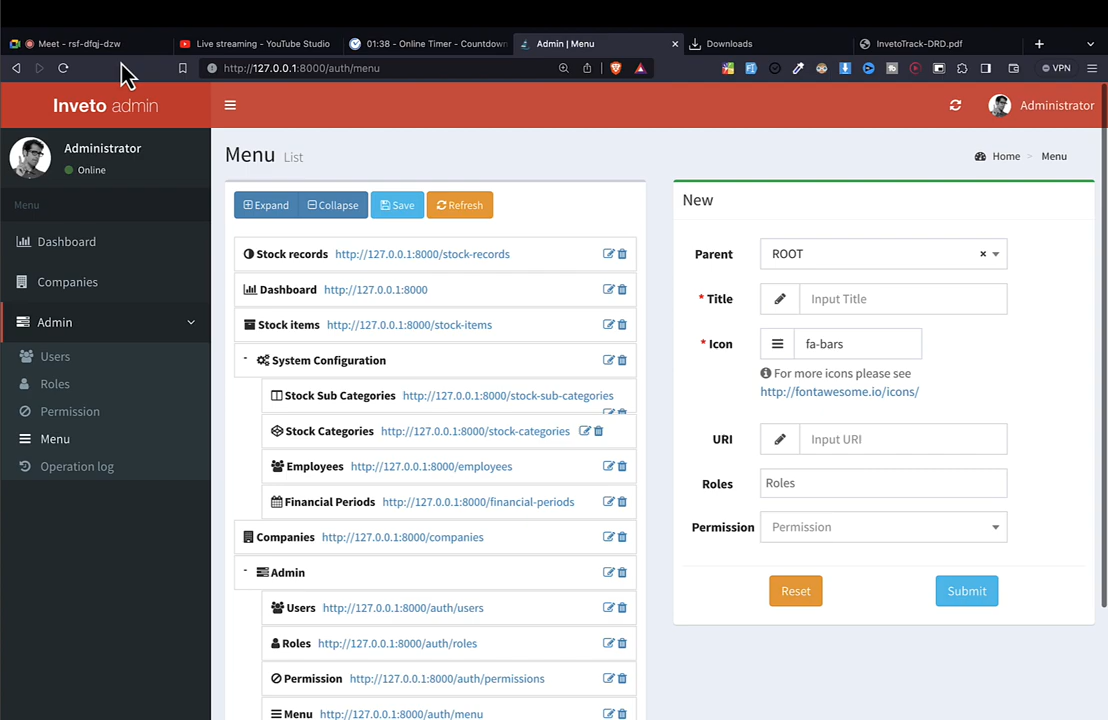 Meet - rsf-dfqj-dzw
Live streaming - YouTube Studio
01:38 - Online Timer - Countdown
Admin | Menu
Downloads
InvetoTrack-DRD.pdf
http://127.0.0.1:8000/auth/menu
VPN
Inveto admin
Administrator
Administrator
Online
Menu
Dashboard
Companies
Admin
Users
Roles
Permission
Menu
Operation log
Menu List
Home > Menu
Expand
Collapse
Save
Refresh
Stock records http://127.0.0.1:8000/stock-records
Dashboard http://127.0.0.1:8000
Stock items http://127.0.0.1:8000/stock-items
System Configuration
Stock Sub Categories http://127.0.0.1:8000/stock-sub-categories
Stock Categories http://127.0.0.1:8000/stock-categories
Employees http://127.0.0.1:8000/employees
Financial Periods http://127.0.0.1:8000/financial-periods
Companies http://127.0.0.1:8000/companies
Admin
Users http://127.0.0.1:8000/auth/users
Roles http://127.0.0.1:8000/auth/roles
Permission http://127.0.0.1:8000/auth/permissions
Menu http://127.0.0.1:8000/auth/menu
New
Parent ROOT
* Title Input Title
* Icon fa-bars
For more icons please see
http://fontawesome.io/icons/
URI Input URI
Roles Roles
Permission Permission
Reset
Submit